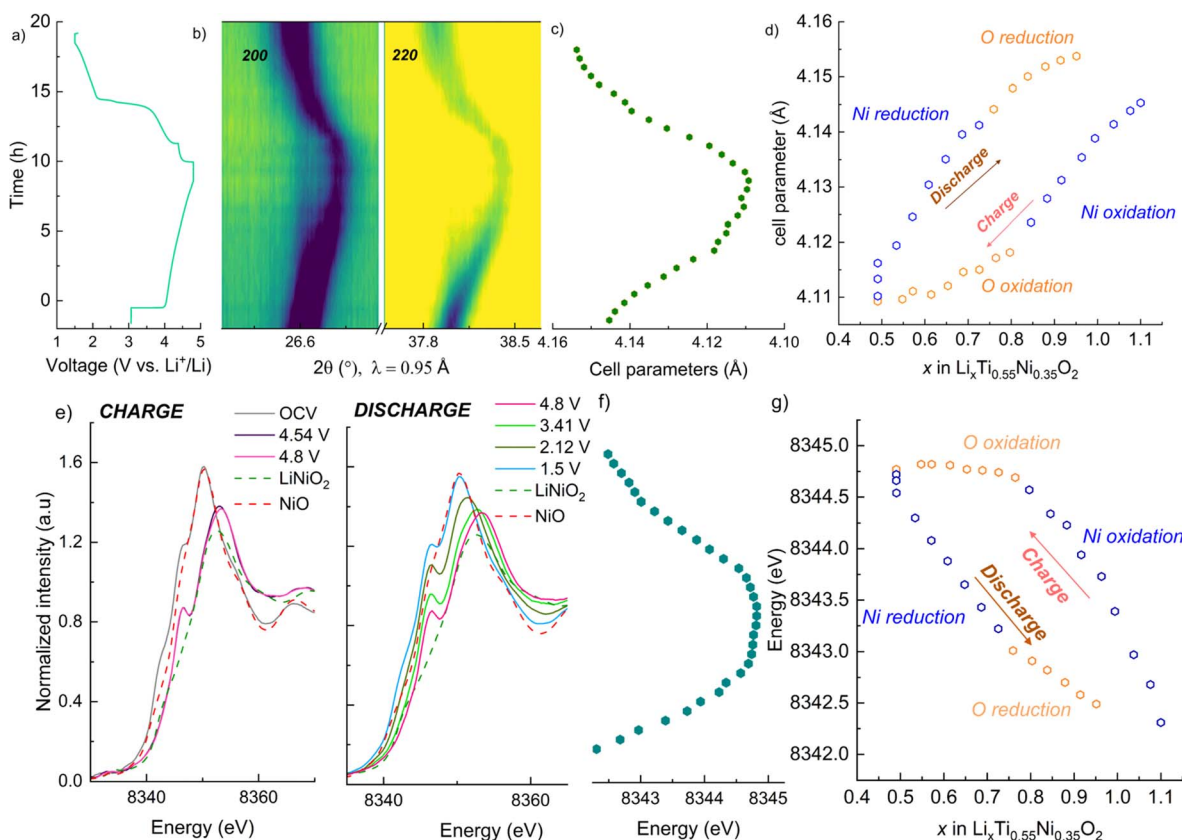 a)
20
15
10
5
0
Time (h)
0 1 2 3 4 5
Voltage (V vs. Li⁺/Li)
b)
200
220
26.6
37.8
38.5
2θ (°), λ = 0.95 Å
c)
4.16 4.14 4.12 4.10
Cell parameters (Å)
d)
4.16
4.15
4.14
4.13
4.12
4.11
cell parameter (Å)
O reduction
Ni reduction
Discharge
Charge
Ni oxidation
O oxidation
0.4 0.5 0.6 0.7 0.8 0.9 1.0 1.1
x in LiₓTi₀.₅₅Ni₀.₃₅O₂
e)
CHARGE
OCV
4.54 V
4.8 V
LiNiO₂
NiO
1.6
1.2
0.8
0.4
0.0
Normalized intensity (a.u)
8340
8360
Energy (eV)
DISCHARGE
4.8 V
3.41 V
2.12 V
1.5 V
LiNiO₂
NiO
8340
8360
Energy (eV)
f)
8343 8344 8345
Energy (eV)
g)
8345.0
8344.5
8344.0
8343.5
8343.0
8342.5
8342.0
Energy (eV)
O oxidation
Ni oxidation
Charge
Discharge
Ni reduction
O reduction
0.4 0.5 0.6 0.7 0.8 0.9 1.0 1.1
x in LiₓTi₀.₅₅Ni₀.₃₅O₂